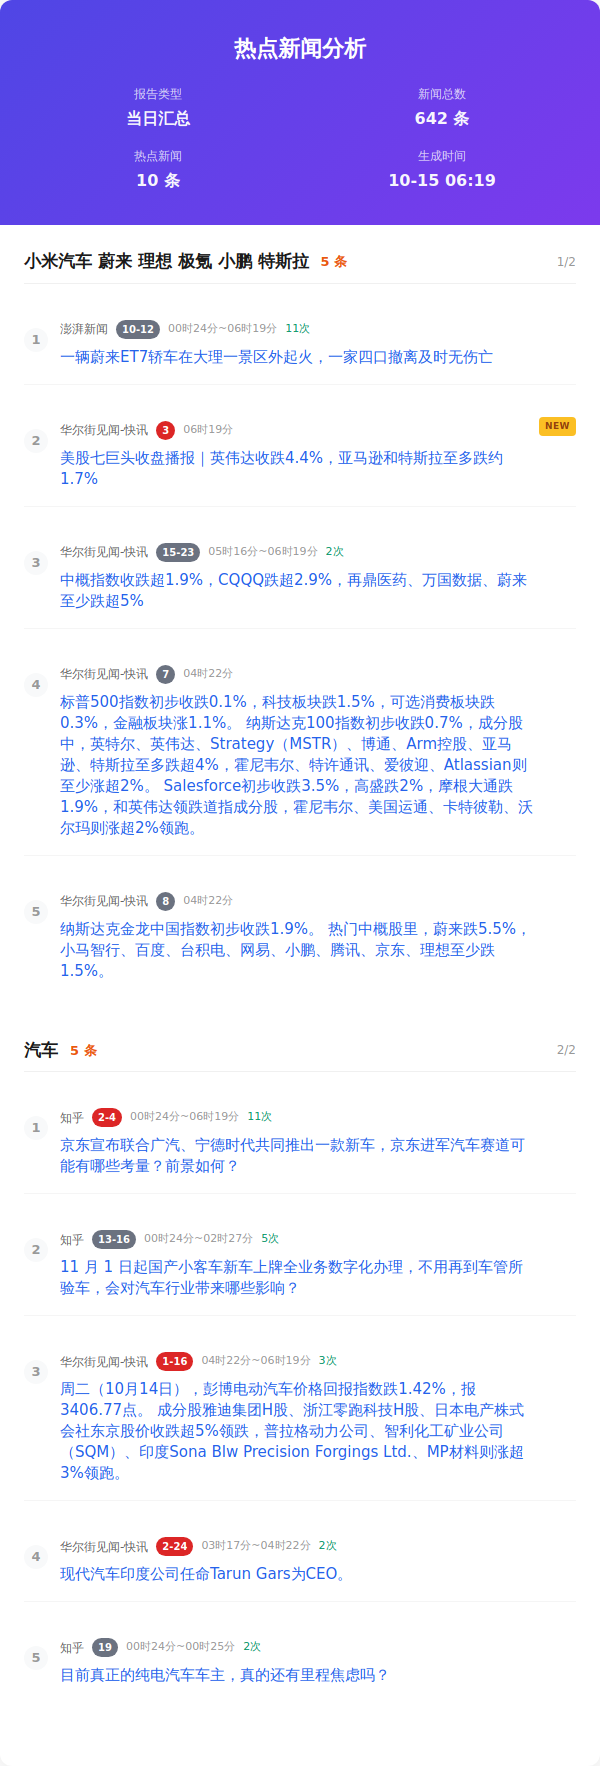 热点新闻分析
报告类型
新闻总数
当日汇总
642 条
热点新闻
生成时间
10 条
10-15 06:19
小米汽车 蔚来 理想 极氪 小鹏 特斯拉 5 条 1/2
1
澎湃新闻 10-12 00时24分~06时19分 11次
一辆蔚来ET7轿车在大理一景区外起火，一家四口撤离及时无伤亡
2
华尔街见闻-快讯 3 06时19分 NEW
美股七巨头收盘播报｜英伟达收跌4.4%，亚马逊和特斯拉至多跌约
1.7%
3
华尔街见闻-快讯 15-23 05时16分~06时19分 2次
中概指数收跌超1.9%，CQQQ跌超2.9%，再鼎医药、万国数据、蔚来
至少跌超5%
4
华尔街见闻-快讯 7 04时22分
标普500指数初步收跌0.1%，科技板块跌1.5%，可选消费板块跌
0.3%，金融板块涨1.1%。 纳斯达克100指数初步收跌0.7%，成分股
中，英特尔、英伟达、Strategy（MSTR）、博通、Arm控股、亚马
逊、特斯拉至多跌超4%，霍尼韦尔、特许通讯、爱彼迎、Atlassian则
至少涨超2%。 Salesforce初步收跌3.5%，高盛跌2%，摩根大通跌
1.9%，和英伟达领跌道指成分股，霍尼韦尔、美国运通、卡特彼勒、沃
尔玛则涨超2%领跑。
5
华尔街见闻-快讯 8 04时22分
纳斯达克金龙中国指数初步收跌1.9%。 热门中概股里，蔚来跌5.5%，
小马智行、百度、台积电、网易、小鹏、腾讯、京东、理想至少跌
1.5%。
汽车 5 条 2/2
1
知乎 2-4 00时24分~06时19分 11次
京东宣布联合广汽、宁德时代共同推出一款新车，京东进军汽车赛道可
能有哪些考量？前景如何？
2
知乎 13-16 00时24分~02时27分 5次
11 月 1 日起国产小客车新车上牌全业务数字化办理，不用再到车管所
验车，会对汽车行业带来哪些影响？
3
华尔街见闻-快讯 1-16 04时22分~06时19分 3次
周二（10月14日），彭博电动汽车价格回报指数跌1.42%，报
3406.77点。 成分股雅迪集团H股、浙江零跑科技H股、日本电产株式
会社东京股价收跌超5%领跌，普拉格动力公司、智利化工矿业公司
（SQM）、印度Sona Blw Precision Forgings Ltd.、MP材料则涨超
3%领跑。
4
华尔街见闻-快讯 2-24 03时17分~04时22分 2次
现代汽车印度公司任命Tarun Gars为CEO。
5
知乎 19 00时24分~00时25分 2次
目前真正的纯电汽车车主，真的还有里程焦虑吗？